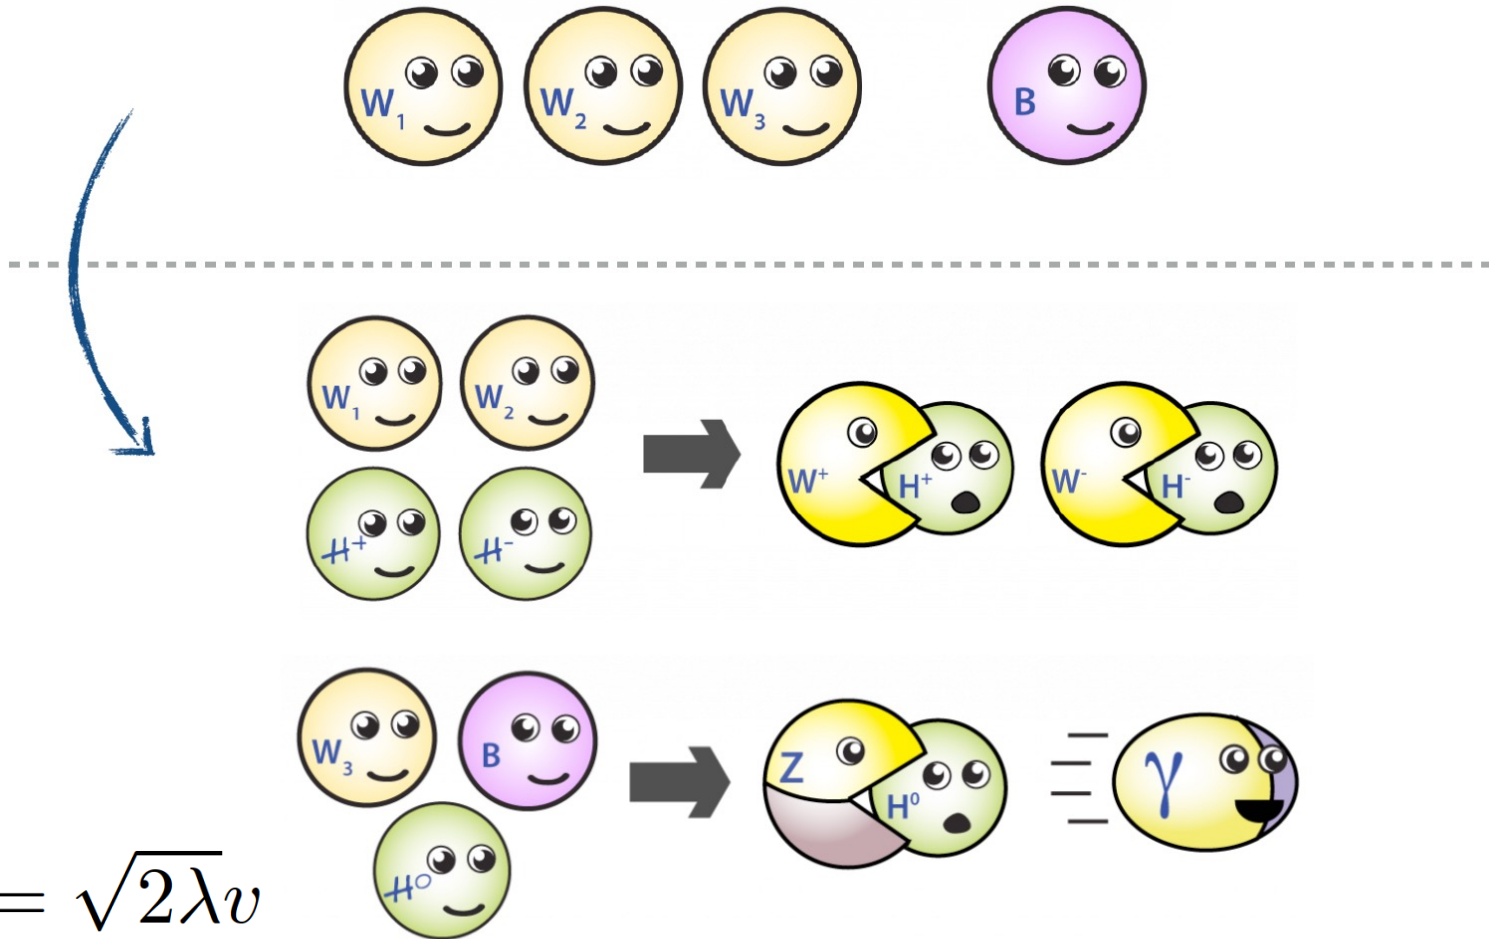 W₁ W₂ W₃ B
W₁ W₂
H⁺ H⁻
W⁺ H⁺ W⁻ H⁻
W₃ B
Z H⁰ γ
H⁰
= √2λv